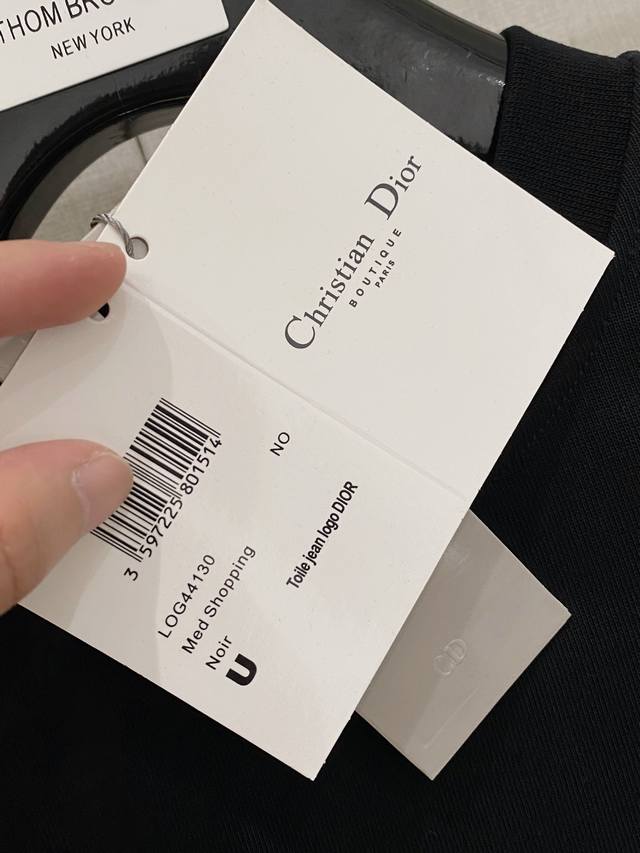 THOM BRO
NEW YORK
Christian Dior
BOUTIQUE
PARIS
3 597225 801514
NO
LOG44130
Med Shopping
Noir
U
Toile jean logo DIOR
CD